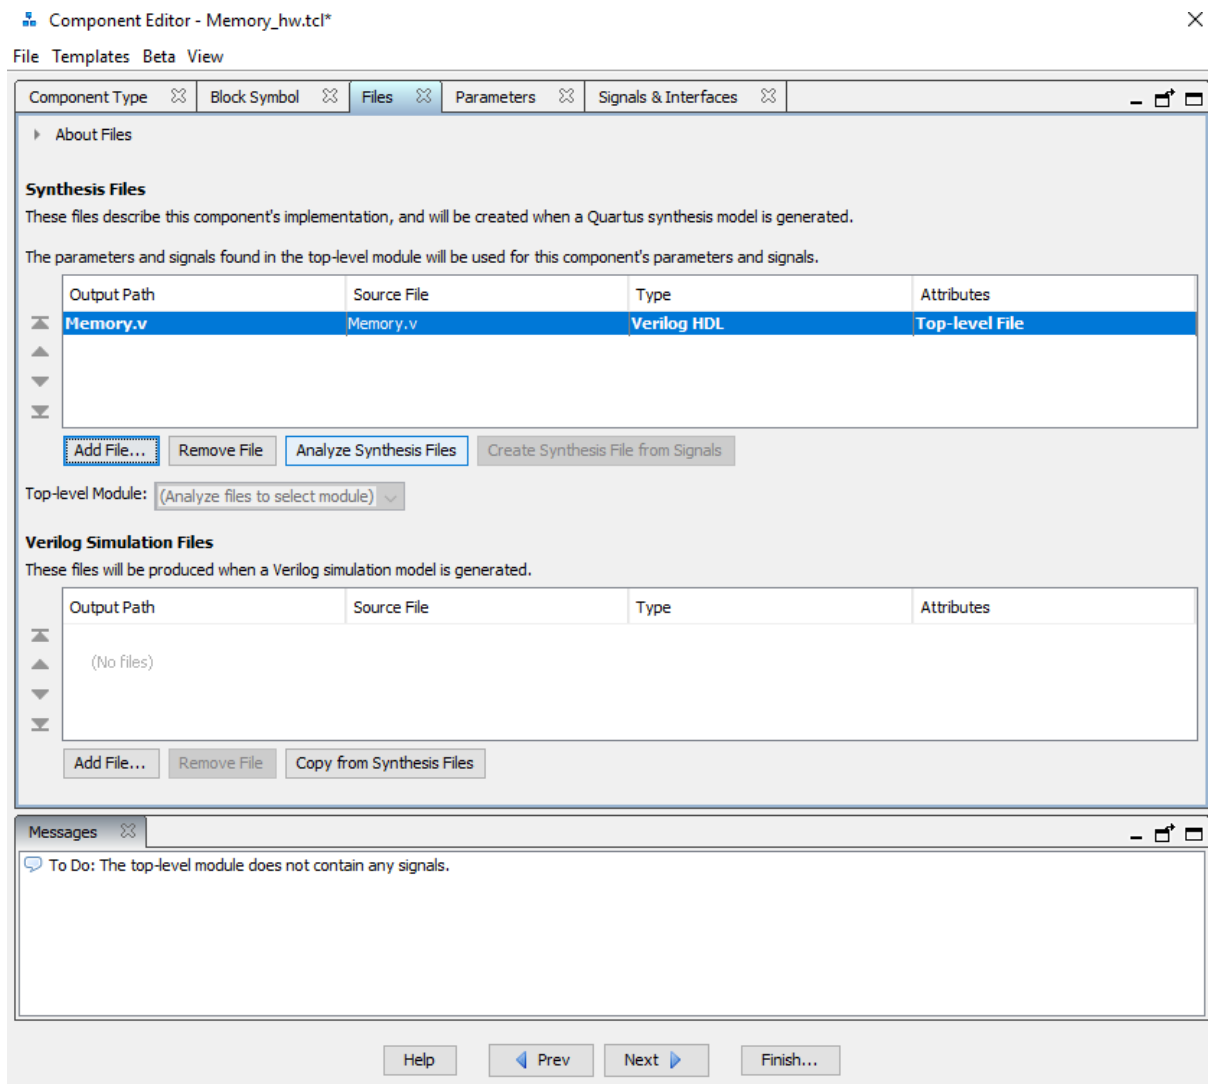 Component Editor - Memory_hw.tcl*
File Templates Beta View
Component Type Block Symbol Files Parameters Signals & Interfaces
About Files
Synthesis Files
These files describe this component's implementation, and will be created when a Quartus synthesis model is generated.
The parameters and signals found in the top-level module will be used for this component's parameters and signals.
Output Path Source File Type Attributes
Memory.v Memory.v Verilog HDL Top-level File
Add File... Remove File Analyze Synthesis Files Create Synthesis File from Signals
Top-level Module: (Analyze files to select module)
Verilog Simulation Files
These files will be produced when a Verilog simulation model is generated.
Output Path Source File Type Attributes
(No files)
Add File... Remove File Copy from Synthesis Files
Messages
To Do: The top-level module does not contain any signals.
Help Prev Next Finish...